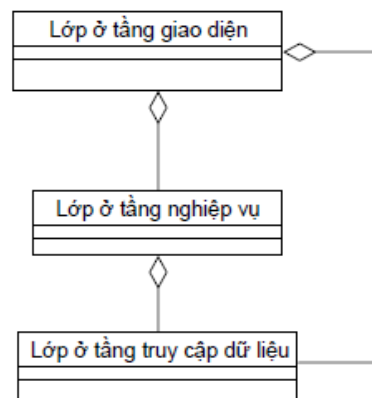 Lớp ở tầng giao diện
Lớp ở tầng nghiệp vụ
Lớp ở tầng truy cập dữ liệu